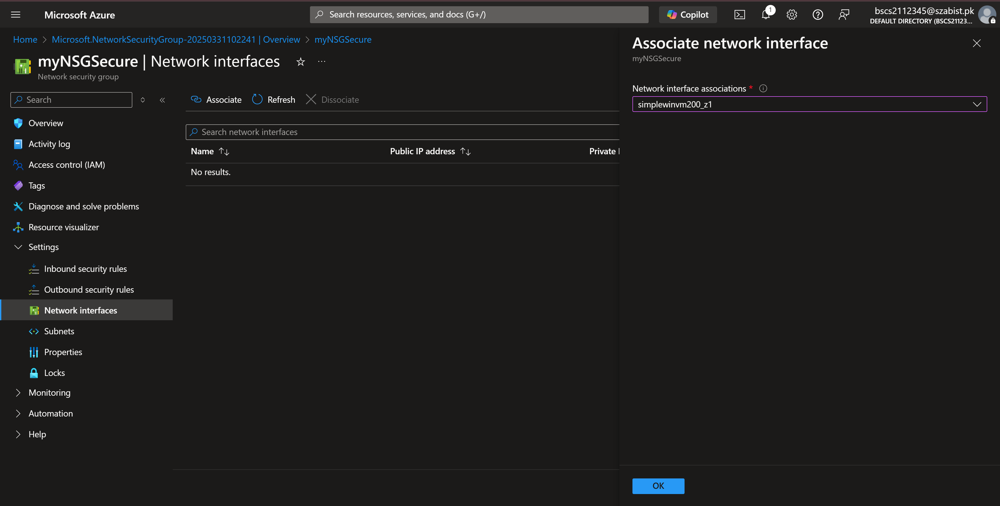 Microsoft Azure
Search resources, services, and docs (G+/)
Copilot
1
bscs2112345@szabist.pk
DEFAULT DIRECTORY (BSCS21123...
Home > Microsoft.NetworkSecurityGroup-20250331102241 | Overview > myNSGSecure
myNSGSecure | Network interfaces
Network security group
Search
Overview
Activity log
Access control (IAM)
Tags
Diagnose and solve problems
Resource visualizer
Settings
Inbound security rules
Outbound security rules
Network interfaces
Subnets
Properties
Locks
Monitoring
Automation
Help
Associate Refresh Dissociate
Search network interfaces
Name Public IP address Private
No results.
Associate network interface
myNSGSecure
Network interface associations *
simplewinvm200_z1
OK